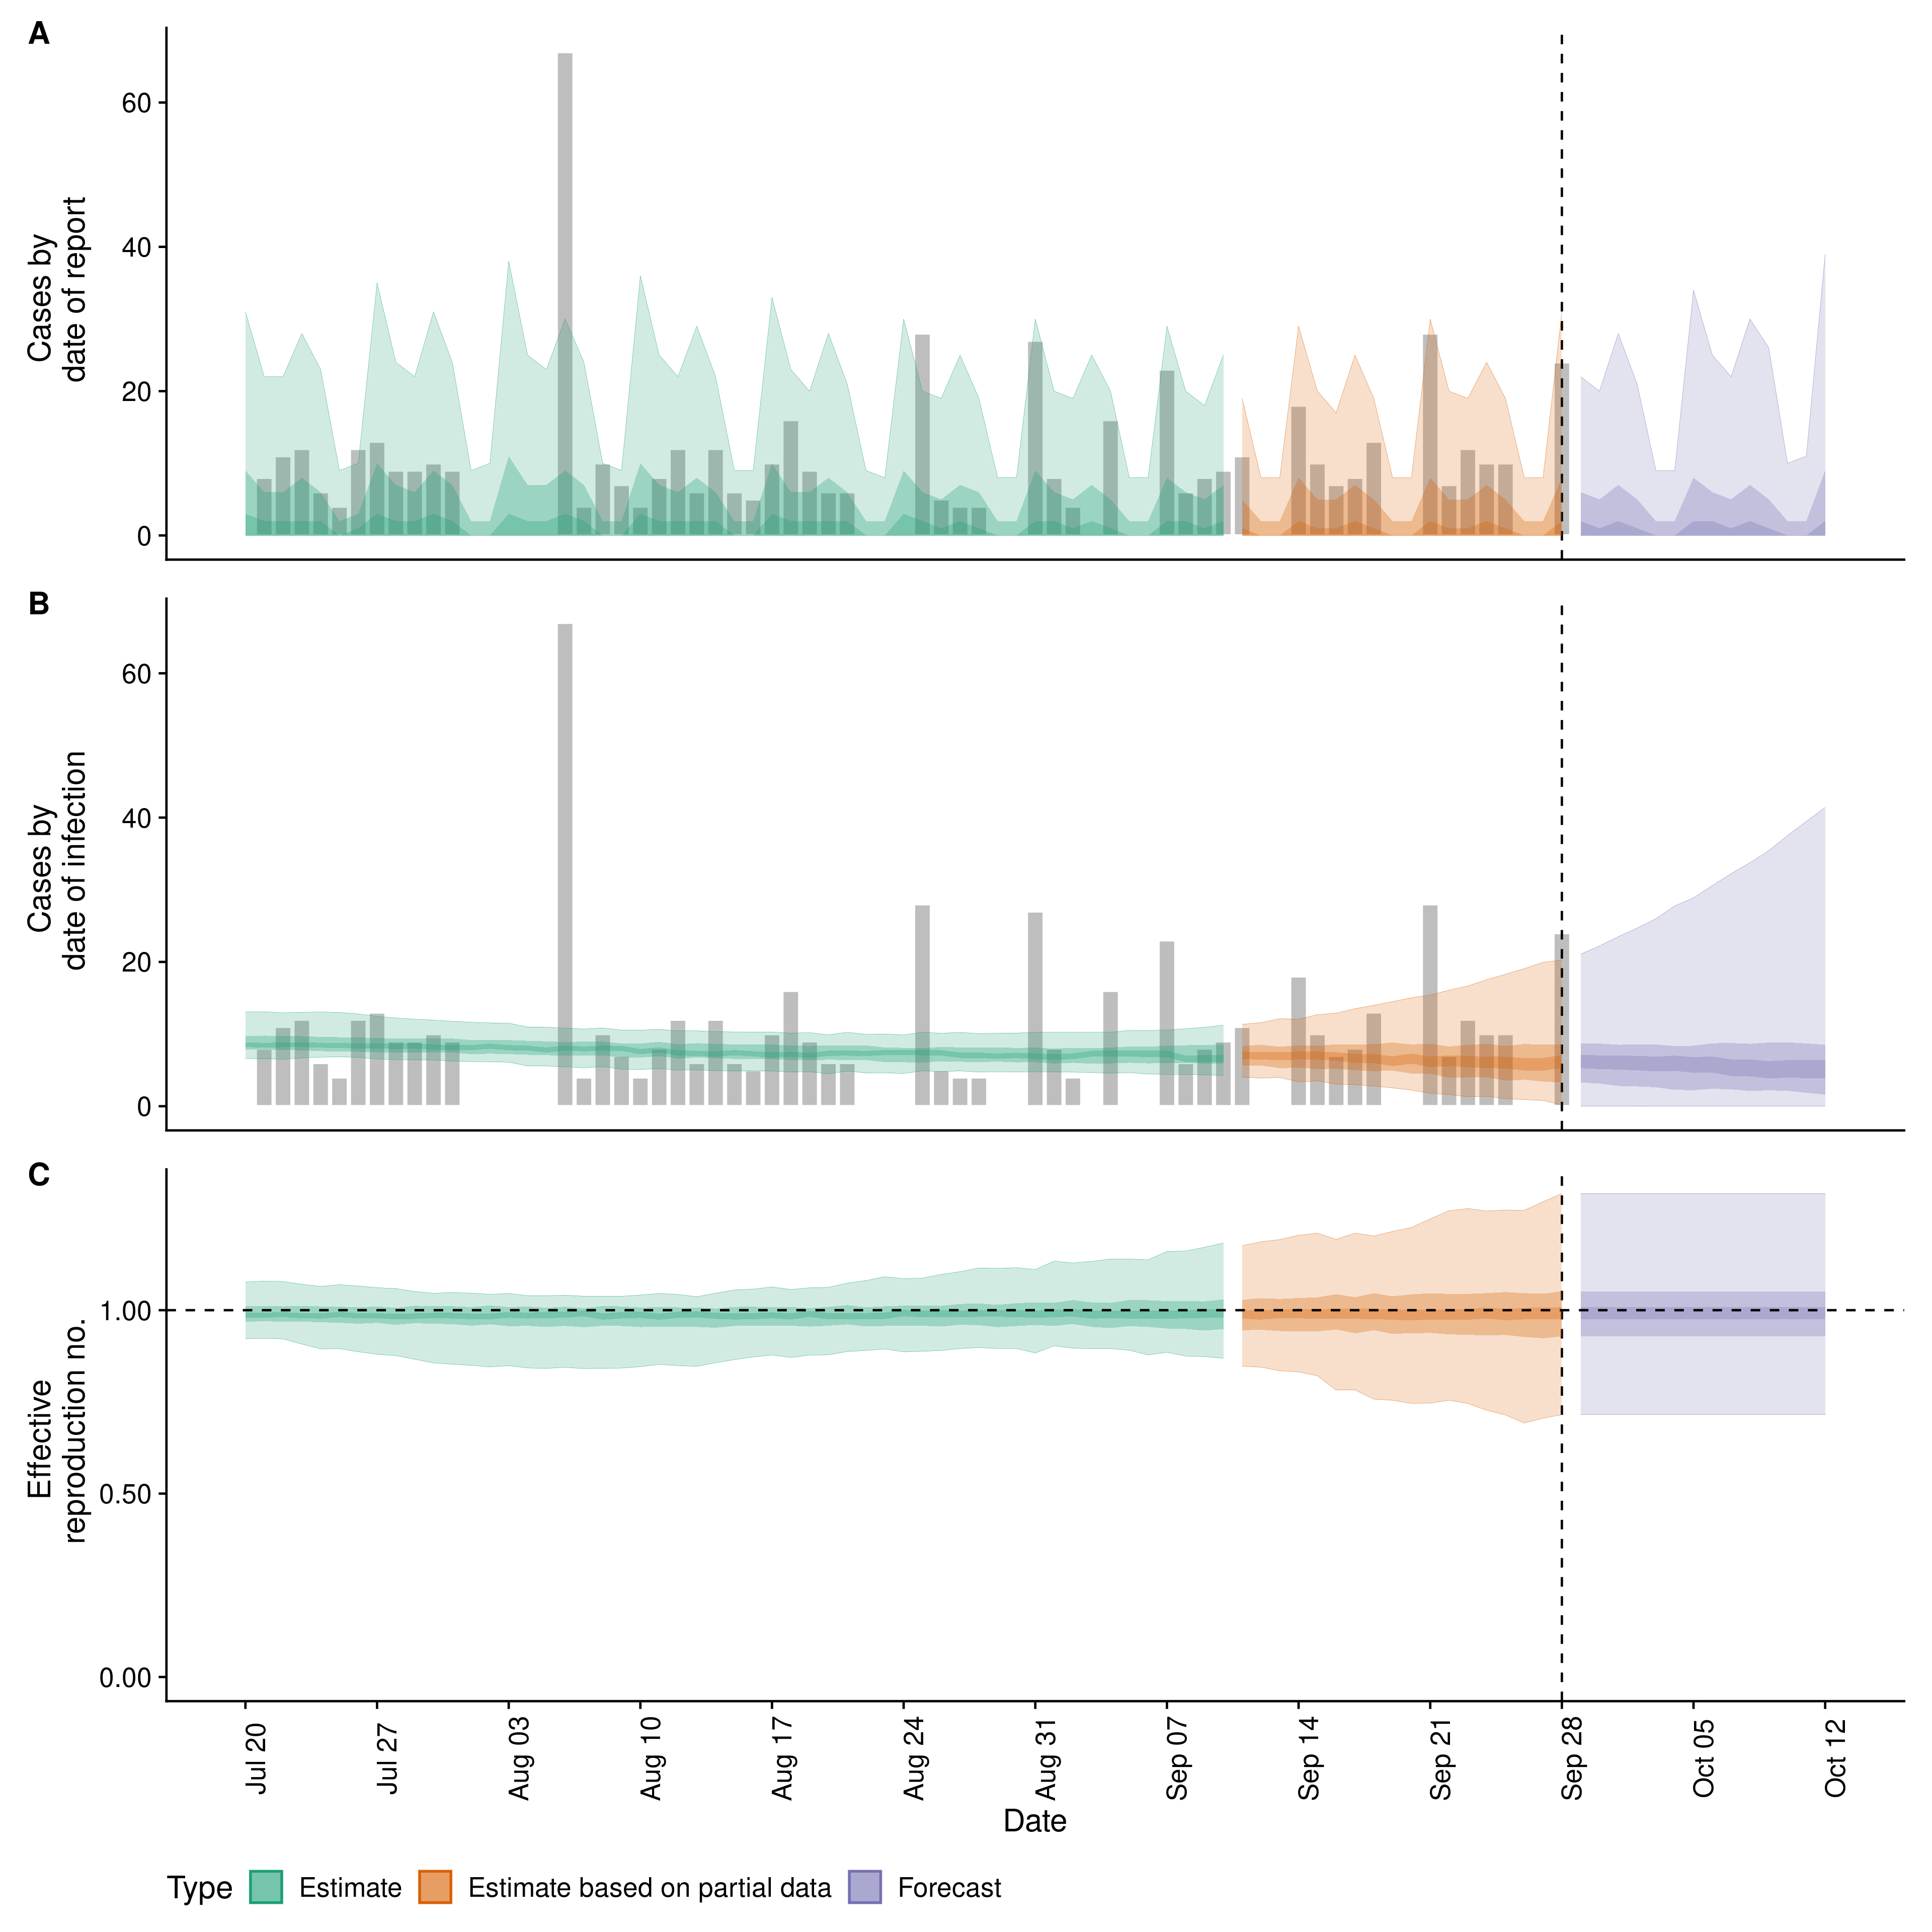 A
Cases by
date of report
60
40
20
0
B
Cases by
date of infection
60
40
20
0
C
Effective
reproduction no.
1.00
0.50
0.00
Jul 20
Jul 27
Aug 03
Aug 10
Aug 17
Aug 24
Aug 31
Sep 07
Sep 14
Sep 21
Sep 28
Oct 05
Oct 12
Date
Type Estimate Estimate based on partial data Forecast